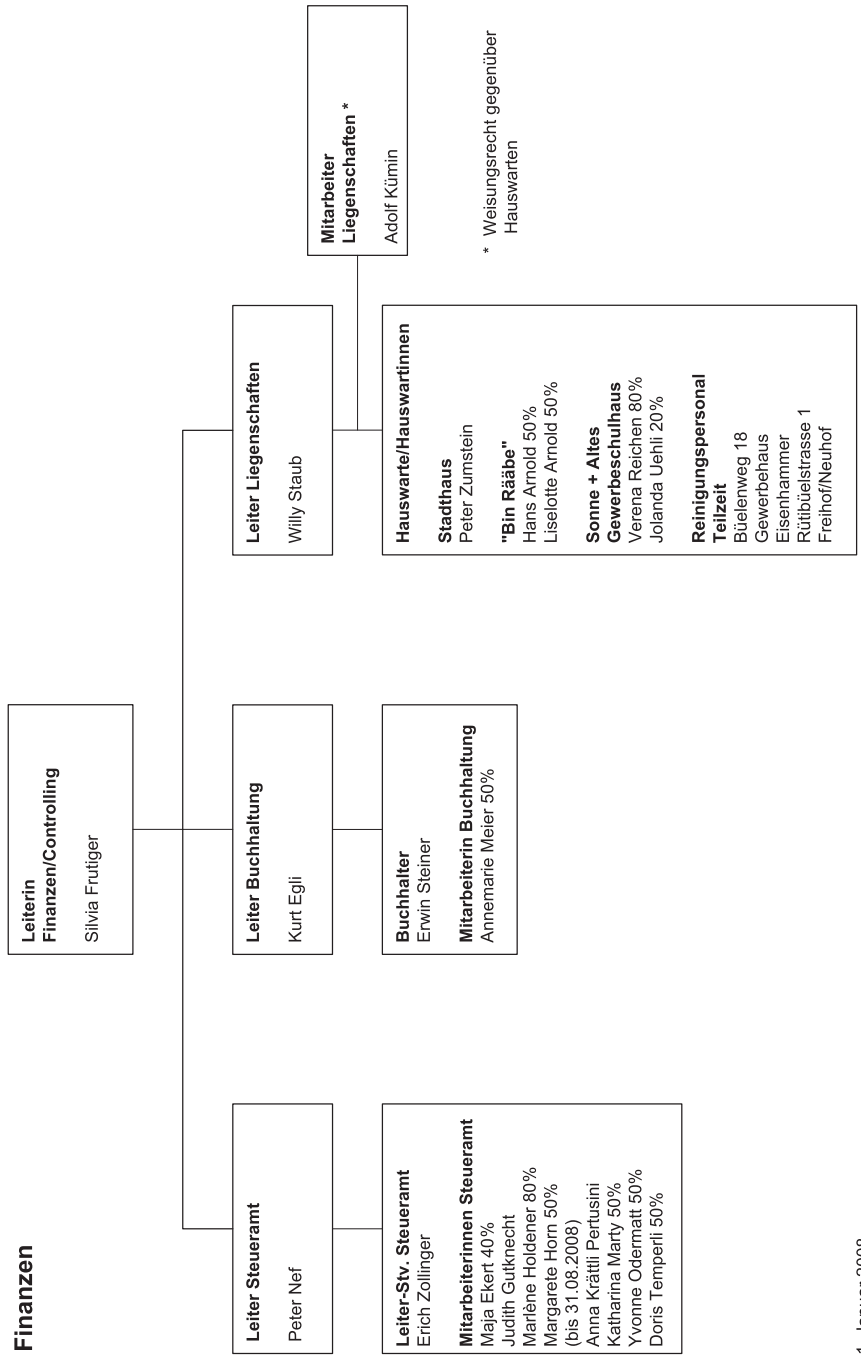 Finanzen
Leiterin
Finanzen/Controlling
Silvia Frutiger
Leiter Steueramt
Peter Nef
Leiter Buchhaltung
Kurt Egli
Leiter Liegenschaften
Willy Staub
Mitarbeiter
Liegenschaften *
Adolf Kümin
Leiter-Stv. Steueramt
Erich Zollinger
Mitarbeiterinnen Steueramt
Maja Ekert 40%
Judith Gutknecht
Marlène Holdener 80%
Margarete Horn 50%
(bis 31.08.2008)
Anna Krättli Pertusini
Katharina Marty 50%
Yvonne Odermatt 50%
Doris Temperli 50%
Buchhalter
Erwin Steiner
Mitarbeiterin Buchhaltung
Annemarie Meier 50%
Hauswarte/Hauswartinnen
Stadthaus
Peter Zumstein
"Bin Rääbe"
Hans Arnold 50%
Liselotte Arnold 50%
Sonne + Altes
Gewerbeschulhaus
Verena Reichen 80%
Jolanda Uehli 20%
Reinigungspersonal
Teilzeit
Büelenweg 18
Gewerbehaus
Eisenhammer
Rütibüelstrasse 1
Freihof/Neuhof
* Weisungsrecht gegenüber
Hauswarten
1. Januar 2008